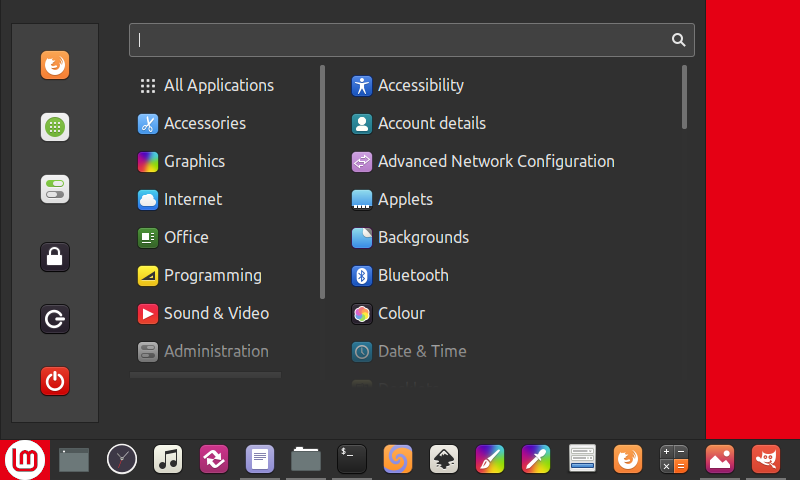 All Applications
Accessories
Graphics
Internet
Office
Programming
Sound & Video
Administration
Accessibility
Account details
Advanced Network Configuration
Applets
Backgrounds
Bluetooth
Colour
Date & Time
$_